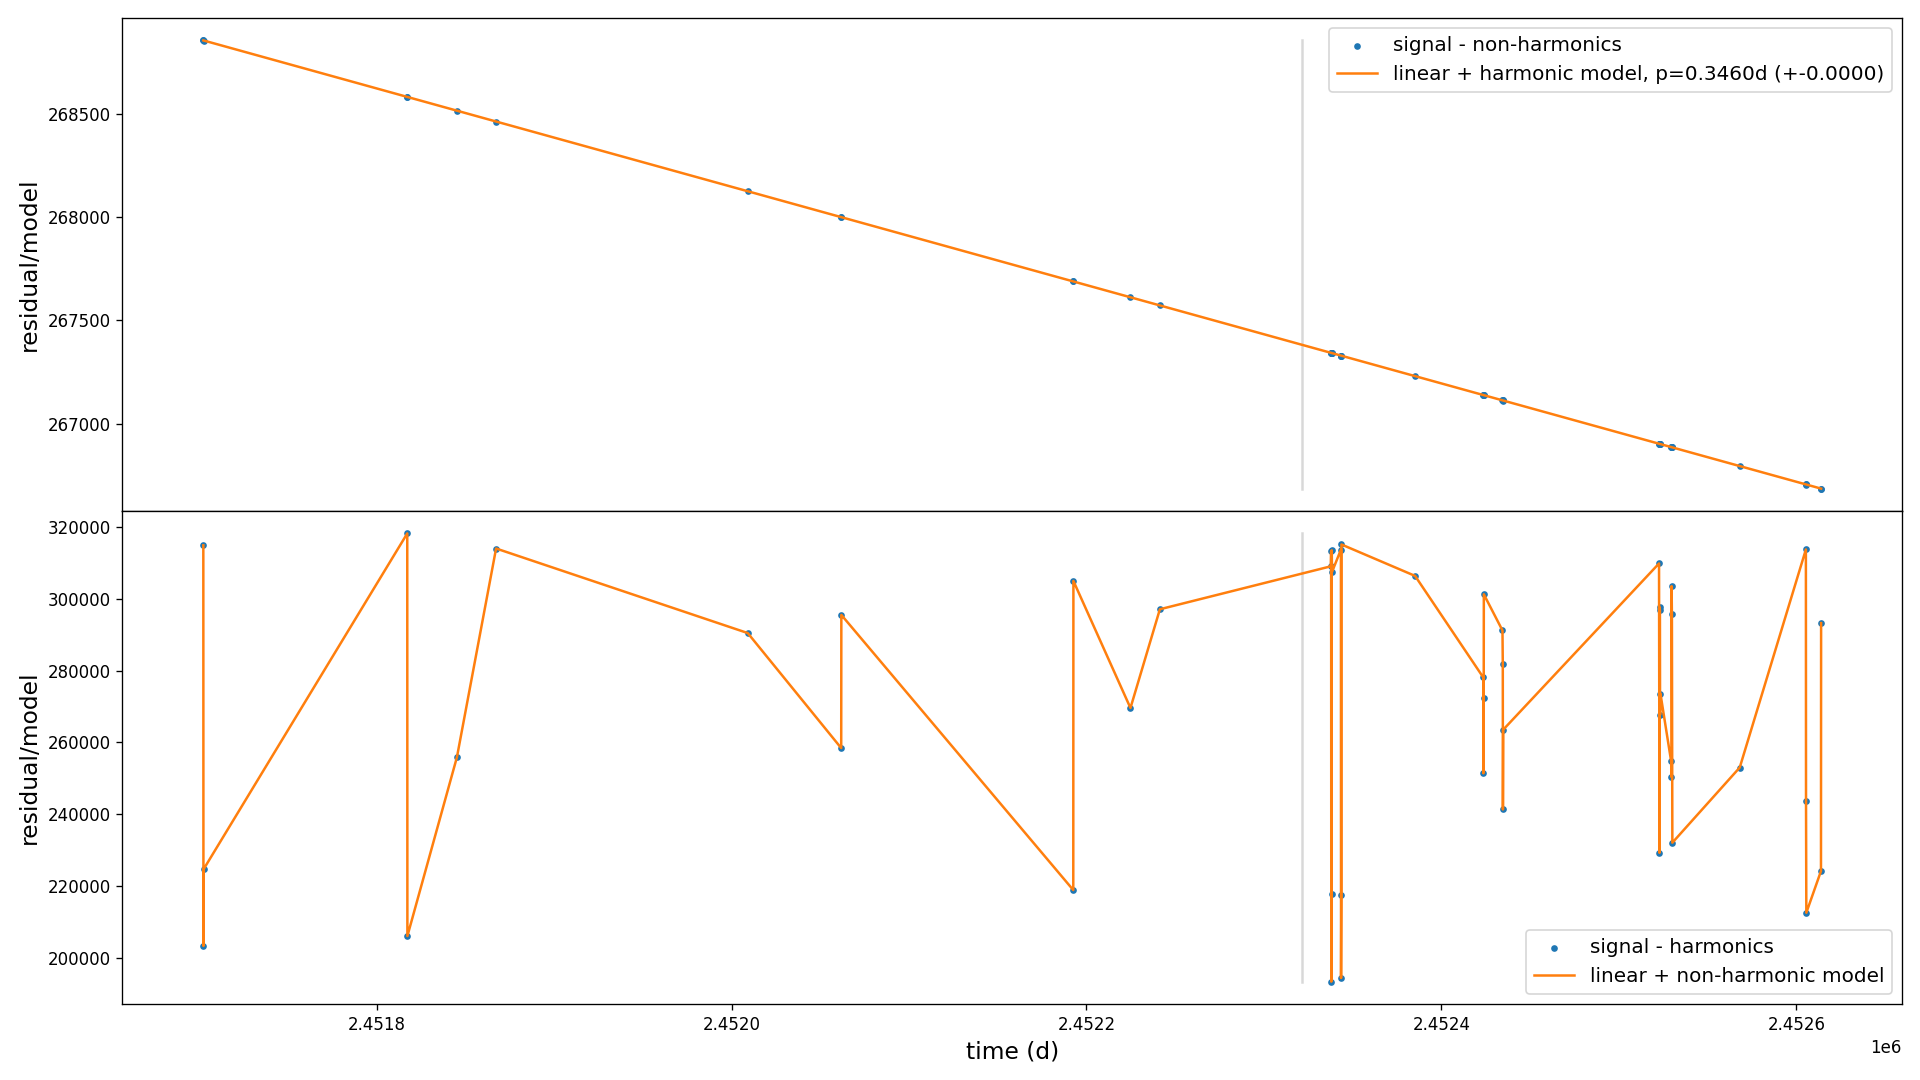 signal - non-harmonics
linear + harmonic model, p=0.3460d (+-0.0000)
residual/model
268500
268000
267500
267000
320000
300000
280000
260000
240000
220000
200000
residual/model
signal - harmonics
linear + non-harmonic model
2.4518
2.4520
2.4522
2.4524
2.4526
1e6
time (d)